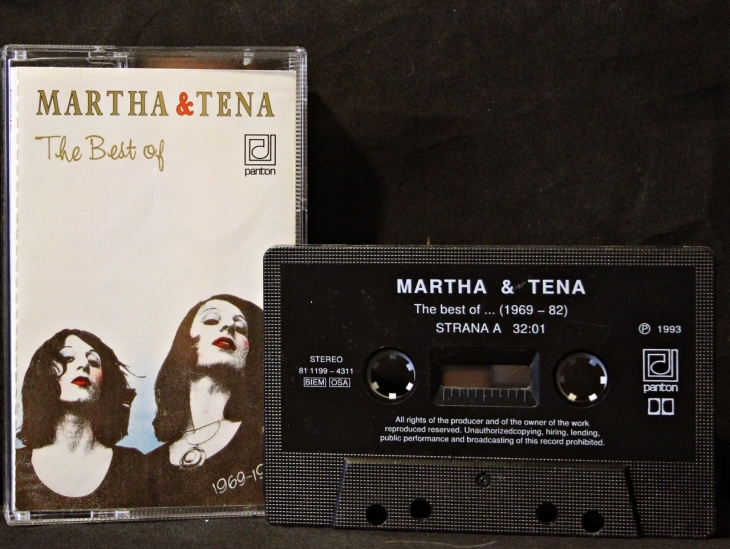 MARTHA & TENA
The Best of
panton
1969-19
MARTHA & TENA
The best of ... (1969 – 82)
STRANA A 32:01
℗ 1993
STEREO
81 1199 – 4311
BIEM OSA
panton
All rights of the producer and of the owner of the work
reproduced reserved. Unauthorizedcopying, hiring, lending,
public performance and broadcasting of this record prohibited.